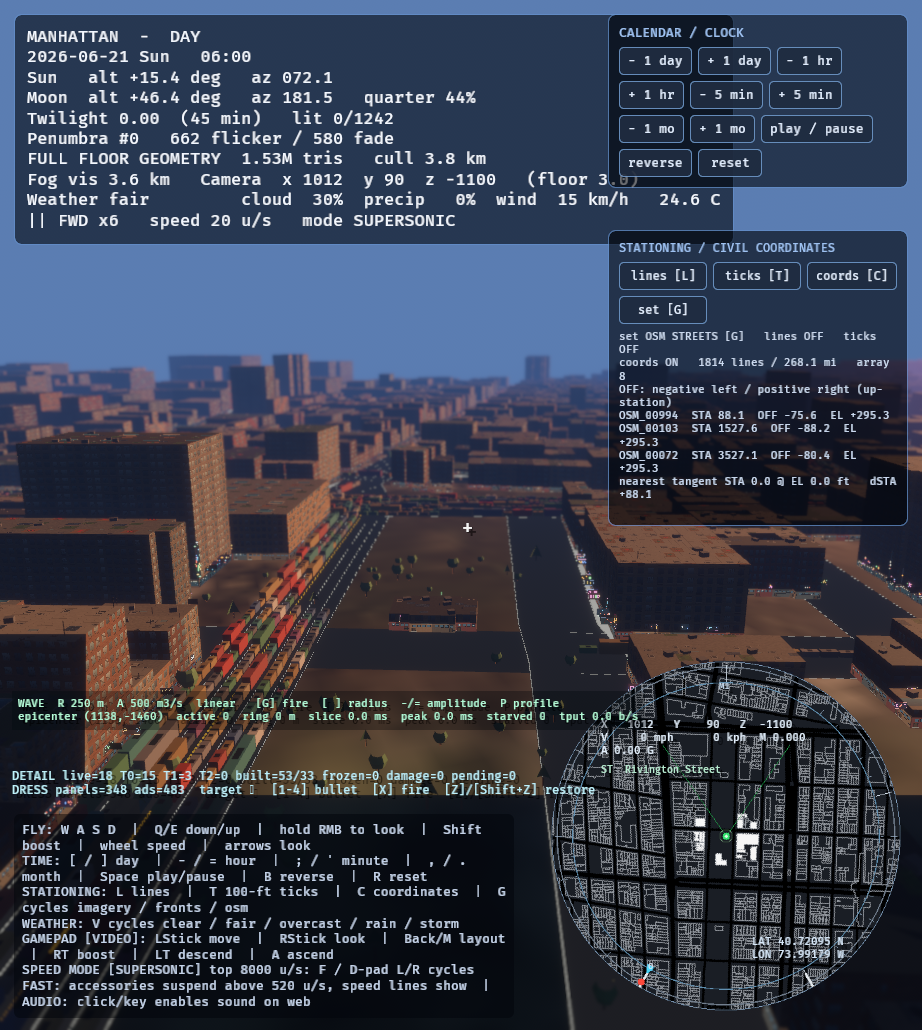 MANHATTAN  -  DAY
2026-06-21 Sun   06:00
Sun   alt +15.4 deg   az 072.1
Moon  alt +46.4 deg   az 181.5   quarter 44%
Twilight 0.00  (45 min)   lit 0/1242
Penumbra #0   662 flicker / 580 fade
FULL FLOOR GEOMETRY  1.53M tris   cull 3.8 km
Fog vis 3.6 km   Camera  x 1012  y 90  z -1100   (floor 3.0)
Weather fair         cloud  30%  precip   0%  wind  15 km/h   24.6 C
|| FWD x6   speed 20 u/s   mode SUPERSONIC
CALENDAR / CLOCK
- 1 day   + 1 day   - 1 hr
+ 1 hr   - 5 min   + 5 min
- 1 mo   + 1 mo   play / pause
reverse   reset
STATIONING / CIVIL COORDINATES
lines [L]   ticks [T]   coords [C]
set [G]
set OSM STREETS [G]   lines OFF   ticks
OFF
coords ON   1814 lines / 268.1 mi   array
8
OFF: negative left / positive right (up-
station)
OSM_00994  STA 88.1  OFF -75.6  EL +295.3
OSM_00103  STA 1527.6  OFF -88.2  EL
+295.3
OSM_00072  STA 3527.1  OFF -80.4  EL
+295.3
nearest tangent STA 0.0 @ EL 0.0 ft   dSTA
+88.1
WAVE  R 250 m  A 500 m3/s  linear   [G] fire  [ ] radius  -/= amplitude  P profile
epicenter (1138,-1460)  active 0  ring 0 m  slice 0.0 ms  peak 0.0 ms  starved 0  tput 0.0 b/s
DETAIL live=18 T0=15 T1=3 T2=0 built=53/33 frozen=0 damage=0 pending=0
DRESS panels=348 ads=483  target   [1-4] bullet  [X] fire  [Z]/[Shift+Z] restore
FLY: W A S D  |  Q/E down/up  |  hold RMB to look  |  Shift
boost  |  wheel speed  |  arrows look
TIME: [ / ] day  |  - / = hour  |  ; / ' minute  |  , / .
month  |  Space play/pause  |  B reverse  |  R reset
STATIONING: L lines  |  T 100-ft ticks  |  C coordinates  |  G
cycles imagery / fronts / osm
WEATHER: V cycles clear / fair / overcast / rain / storm
GAMEPAD [VIDEO]: LStick move  |  RStick look  |  Back/M layout
|  RT boost  |  LT descend  |  A ascend
SPEED MODE [SUPERSONIC] top 8000 u/s: F / D-pad L/R cycles
FAST: accessories suspend above 520 u/s, speed lines show  |
AUDIO: click/key enables sound on web
1012   Y    90   Z  -1100
V    0 mph      0 kph  M 0.000
A 0.00 G
ST  Rivington Street
LAT 40.72095 N
LON 73.99179 W